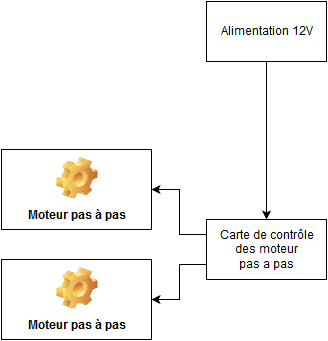 Alimentation 12V
Moteur pas à pas
Carte de contrôle
des moteur
pas a pas
Moteur pas à pas